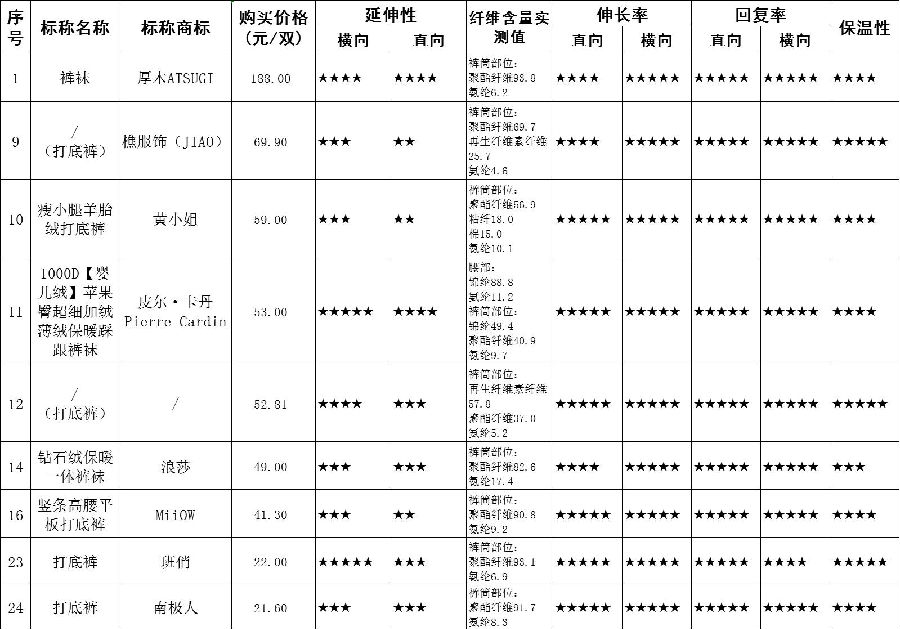 序号 标称名称 标称商标 购买价格(元/双) 延伸性 纤维含量实测值 伸长率 回复率 保温性
横向 直向 直向 横向 直向 横向
1 裤袜 厚木ATSUGI 188.00 ★★★★ ★★★★ 裤筒部位:
聚酯纤维93.8
氨纶6.2
★★★★ ★★★★★ ★★★★★ ★★★★★ ★★★★
9 /
(打底裤)
樵服饰(JIAO) 69.90 ★★★ ★★ 裤筒部位:
聚酯纤维69.7
再生纤维素纤维
25.7
氨纶4.6
★★★★ ★★★★★ ★★★★★ ★★★★★ ★★★★★
10 瘦小腿羊胎
绒打底裤
黄小姐 59.00 ★★★ ★★ 裤筒部位:
聚酯纤维56.9
粘纤18.0
棉15.0
氨纶10.1
★★★★★ ★★★★★ ★★★★★ ★★★★★ ★★★★
11 1000D【婴
儿绒】苹果
臀超细加绒
薄绒保暖踩
跟裤袜
皮尔·卡丹
Pierre Cardin
53.00 ★★★★★ ★★★★ 腰部:
锦纶88.8
氨纶11.2
裤筒部位:
锦纶49.4
聚酯纤维40.9
氨纶9.7
★★★★★ ★★★★★ ★★★★★ ★★★★★ ★★★★
12 /
(打底裤)
/ 52.81 ★★★★ ★★★ 裤筒部位:
再生纤维素纤维
57.8
聚酯纤维37.0
氨纶5.2
★★★★★ ★★★★★ ★★★★★ ★★★★★ ★★★★★
14 钻石绒保暖
一体裤袜
浪莎 49.00 ★★★ ★★★ 裤筒部位:
聚酯纤维82.6
氨纶17.4
★★★★ ★★★★★ ★★★★★ ★★★★★ ★★★
16 竖条高腰平
板打底裤
MiiOW 41.30 ★★★ ★★ 裤筒部位:
聚酯纤维90.8
氨纶9.2
★★★★★ ★★★★★ ★★★★★ ★★★★★ ★★★★
23 打底裤 班俏 22.00 ★★★★★ ★★★ 裤筒部位:
聚酯纤维93.1
氨纶6.9
★★★★★ ★★★★★ ★★★★★ ★★★★ ★★★★★
24 打底裤 南极人 21.60 ★★★ ★★★ 裤筒部位:
聚酯纤维91.7
氨纶8.3
★★★★★ ★★★★★ ★★★★★ ★★★★★ ★★★★